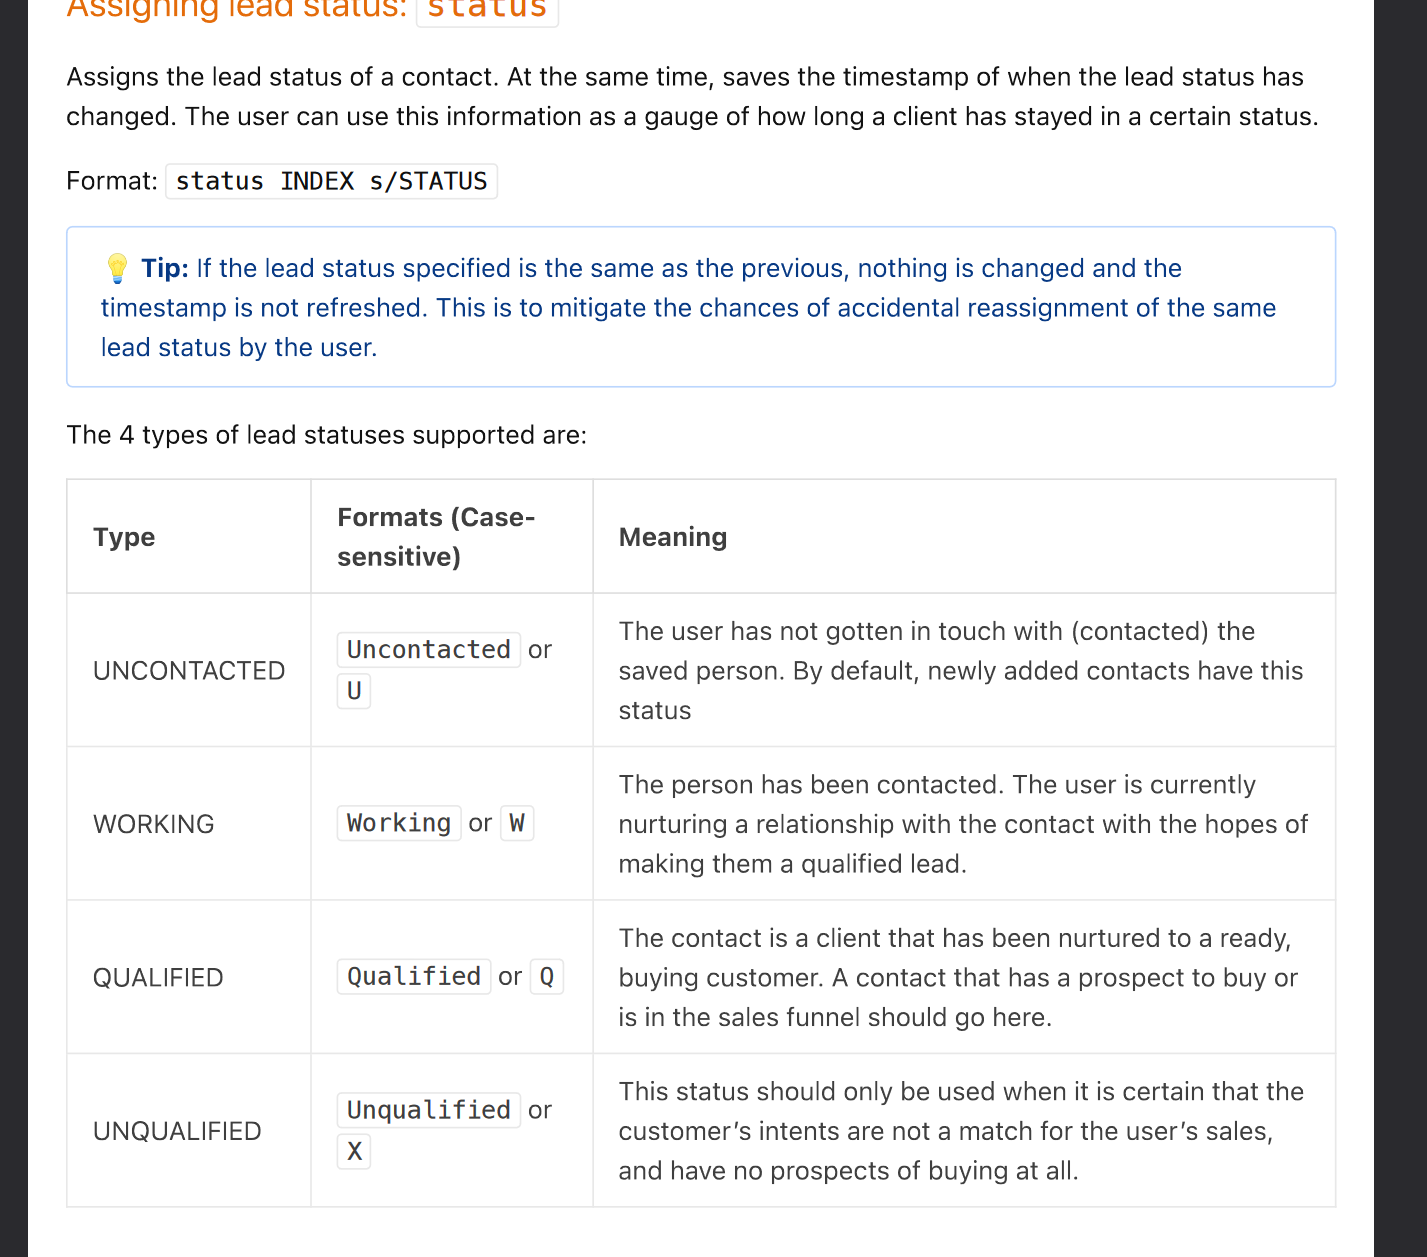 Assigning lead status: status
Assigns the lead status of a contact. At the same time, saves the timestamp of when the lead status has
changed. The user can use this information as a gauge of how long a client has stayed in a certain status.
Format: status INDEX s/STATUS
💡 Tip: If the lead status specified is the same as the previous, nothing is changed and the
timestamp is not refreshed. This is to mitigate the chances of accidental reassignment of the same
lead status by the user.
The 4 types of lead statuses supported are:
Type
Formats (Case-
sensitive)
Meaning
UNCONTACTED
Uncontacted or
U
The user has not gotten in touch with (contacted) the
saved person. By default, newly added contacts have this
status
WORKING
Working or W
The person has been contacted. The user is currently
nurturing a relationship with the contact with the hopes of
making them a qualified lead.
QUALIFIED
Qualified or Q
The contact is a client that has been nurtured to a ready,
buying customer. A contact that has a prospect to buy or
is in the sales funnel should go here.
UNQUALIFIED
Unqualified or
X
This status should only be used when it is certain that the
customer’s intents are not a match for the user’s sales,
and have no prospects of buying at all.